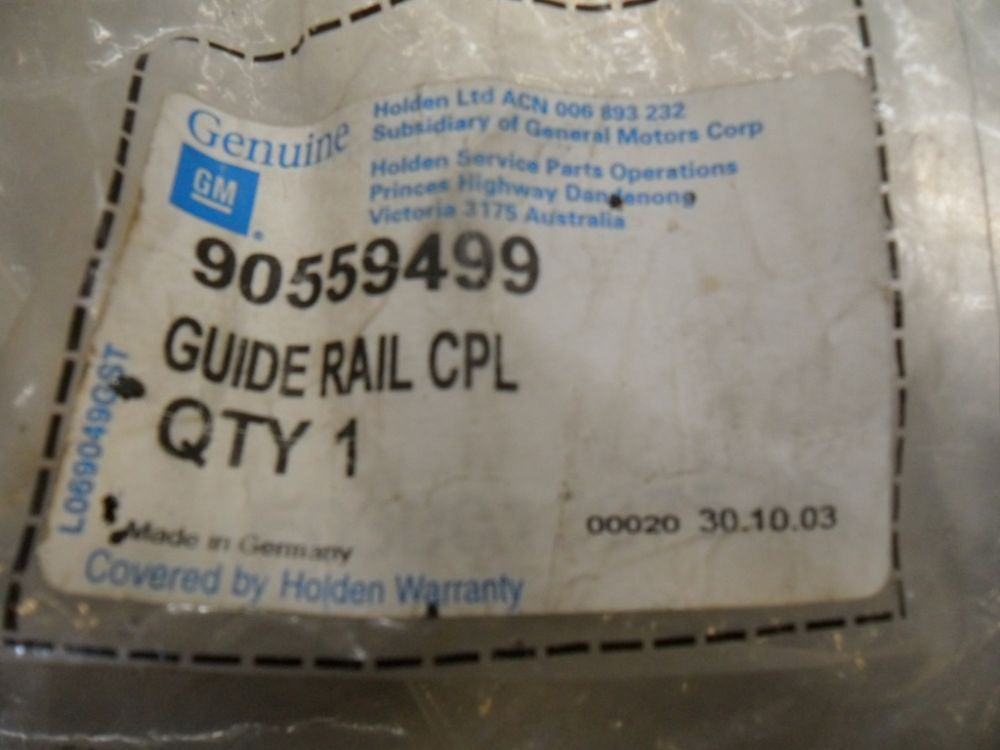 Genuine
GM
Holden Ltd ACN 006 893 232
Subsidiary of General Motors Corp
Holden Service Parts Operations
Princes Highway Dandenong
Victoria 3175 Australia
90559499
GUIDE RAIL CPL
QTY 1
L069049QST
00020 30.10.03
Made in Germany
Covered by Holden Warranty